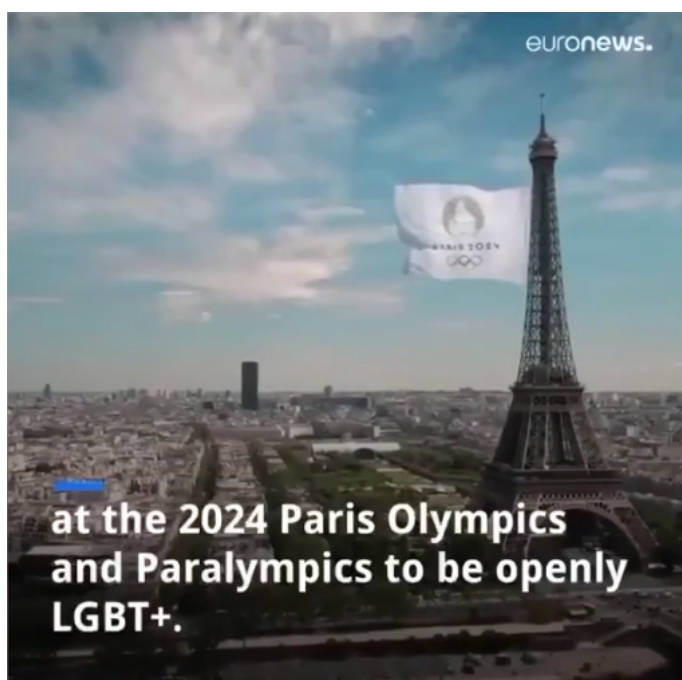 euronews.
PARIS 2024
at the 2024 Paris Olympics
and Paralympics to be openly
LGBT+.